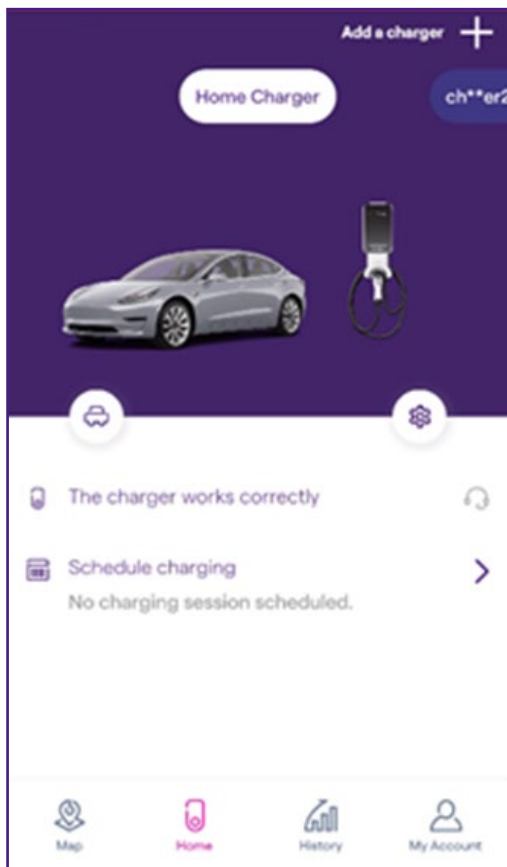 Add a charger
Home Charger
ch**er2
The charger works correctly
Schedule charging
No charging session scheduled.
Map
Home
History
My Account